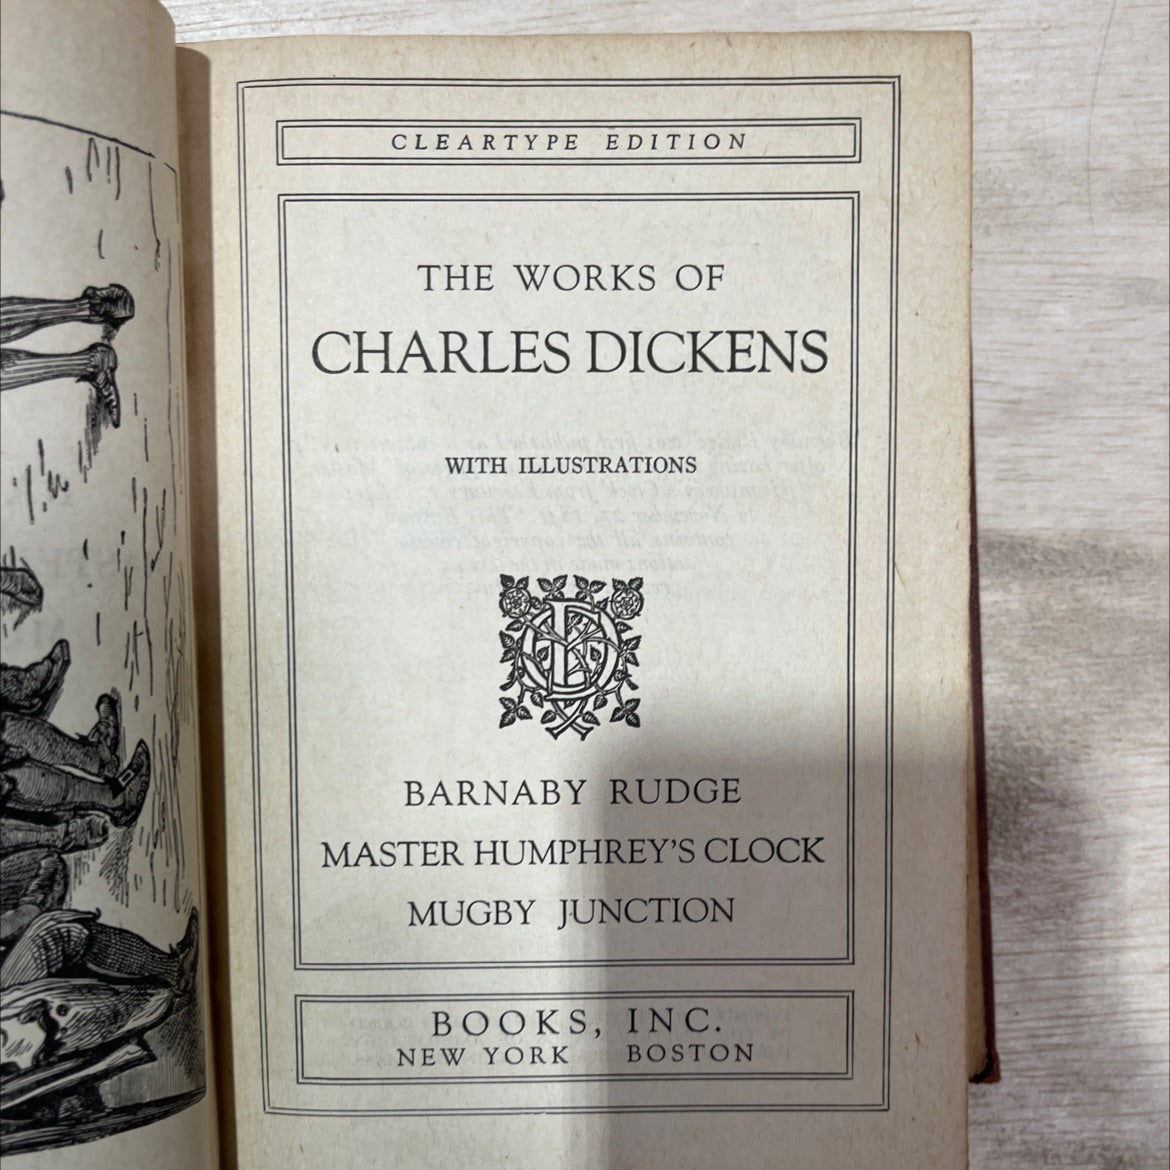 CLEARTYPE EDITION
THE WORKS OF
CHARLES DICKENS
WITH ILLUSTRATIONS
BARNABY RUDGE
MASTER HUMPHREY'S CLOCK
MUGBY JUNCTION
BOOKS, INC.
NEW YORK BOSTON